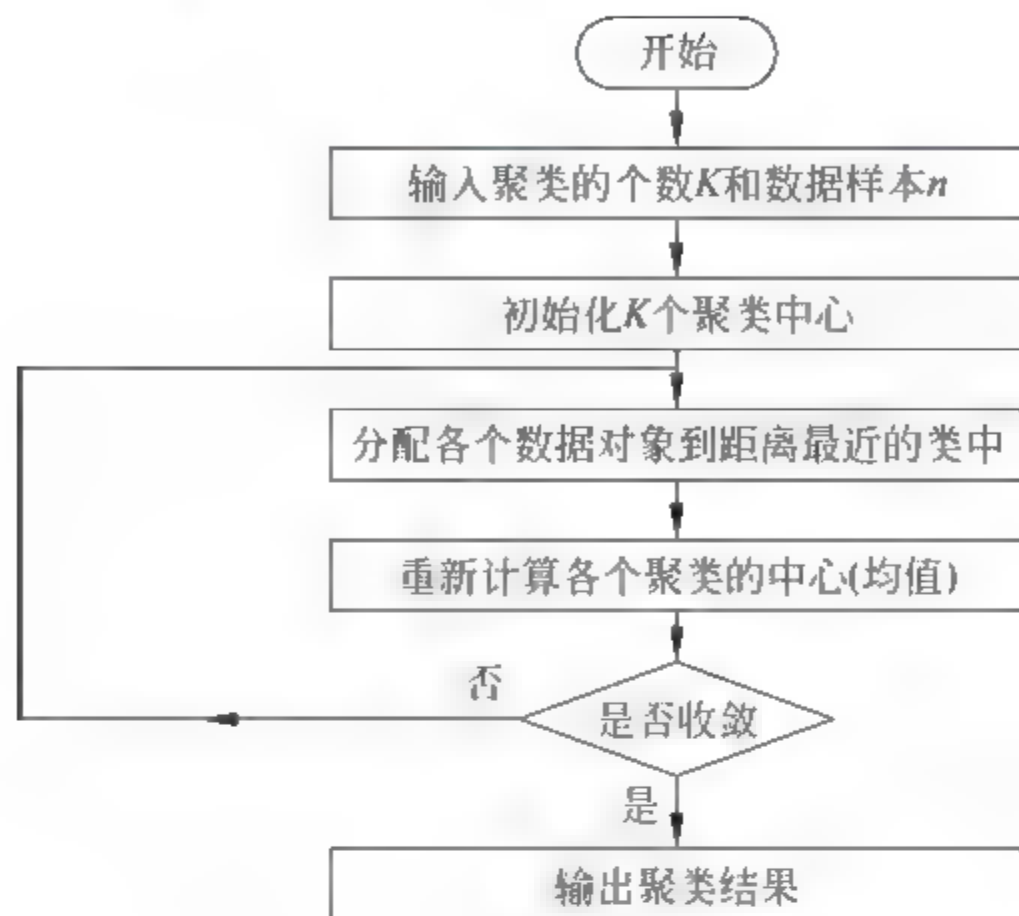 开始
输入聚类的个数K和数据样本n
初始化K个聚类中心
分配各个数据对象到距离最近的类中
重新计算各个聚类的中心(均值)
否
是否收敛
是
输出聚类结果